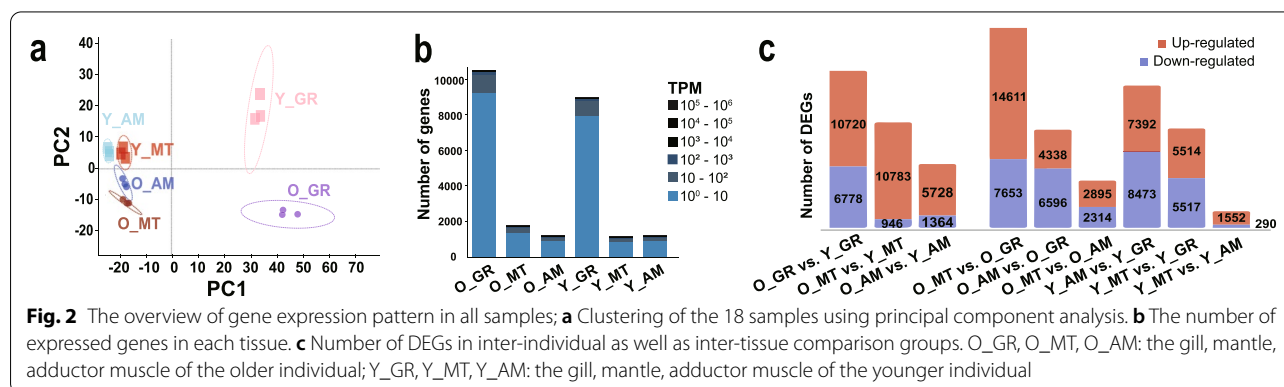 a
40
30
20
10
0
-10
-20
PC2
-20 -10 0 10 20 30 40 50 60 70
PC1
Y_GR
Y_AM
Y_MT
O_AM
O_MT
O_GR
b
10000
8000
6000
4000
2000
0
Number of genes
O_GR
O_MT
O_AM
Y_GR
Y_MT
Y_AM
TPM
10⁵ - 10⁶
10⁴ - 10⁵
10³ - 10⁴
10² - 10³
10 - 10²
10⁰ - 10
c
Up-regulated
Down-regulated
Number of DEGs
10720
6778
10783
946
5728
1364
14611
7653
4338
6596
2895
2314
7392
8473
5514
5517
1552
290
O_GR vs. Y_GR
O_MT vs. Y_MT
O_AM vs. Y_AM
O_MT vs. O_GR
O_AM vs. O_GR
O_MT vs. O_AM
Y_AM vs. Y_GR
Y_MT vs. Y_GR
Y_MT vs. Y_AM
Fig. 2 The overview of gene expression pattern in all samples; a Clustering of the 18 samples using principal component analysis. b The number of
expressed genes in each tissue. c Number of DEGs in inter-individual as well as inter-tissue comparison groups. O_GR, O_MT, O_AM: the gill, mantle,
adductor muscle of the older individual; Y_GR, Y_MT, Y_AM: the gill, mantle, adductor muscle of the younger individual